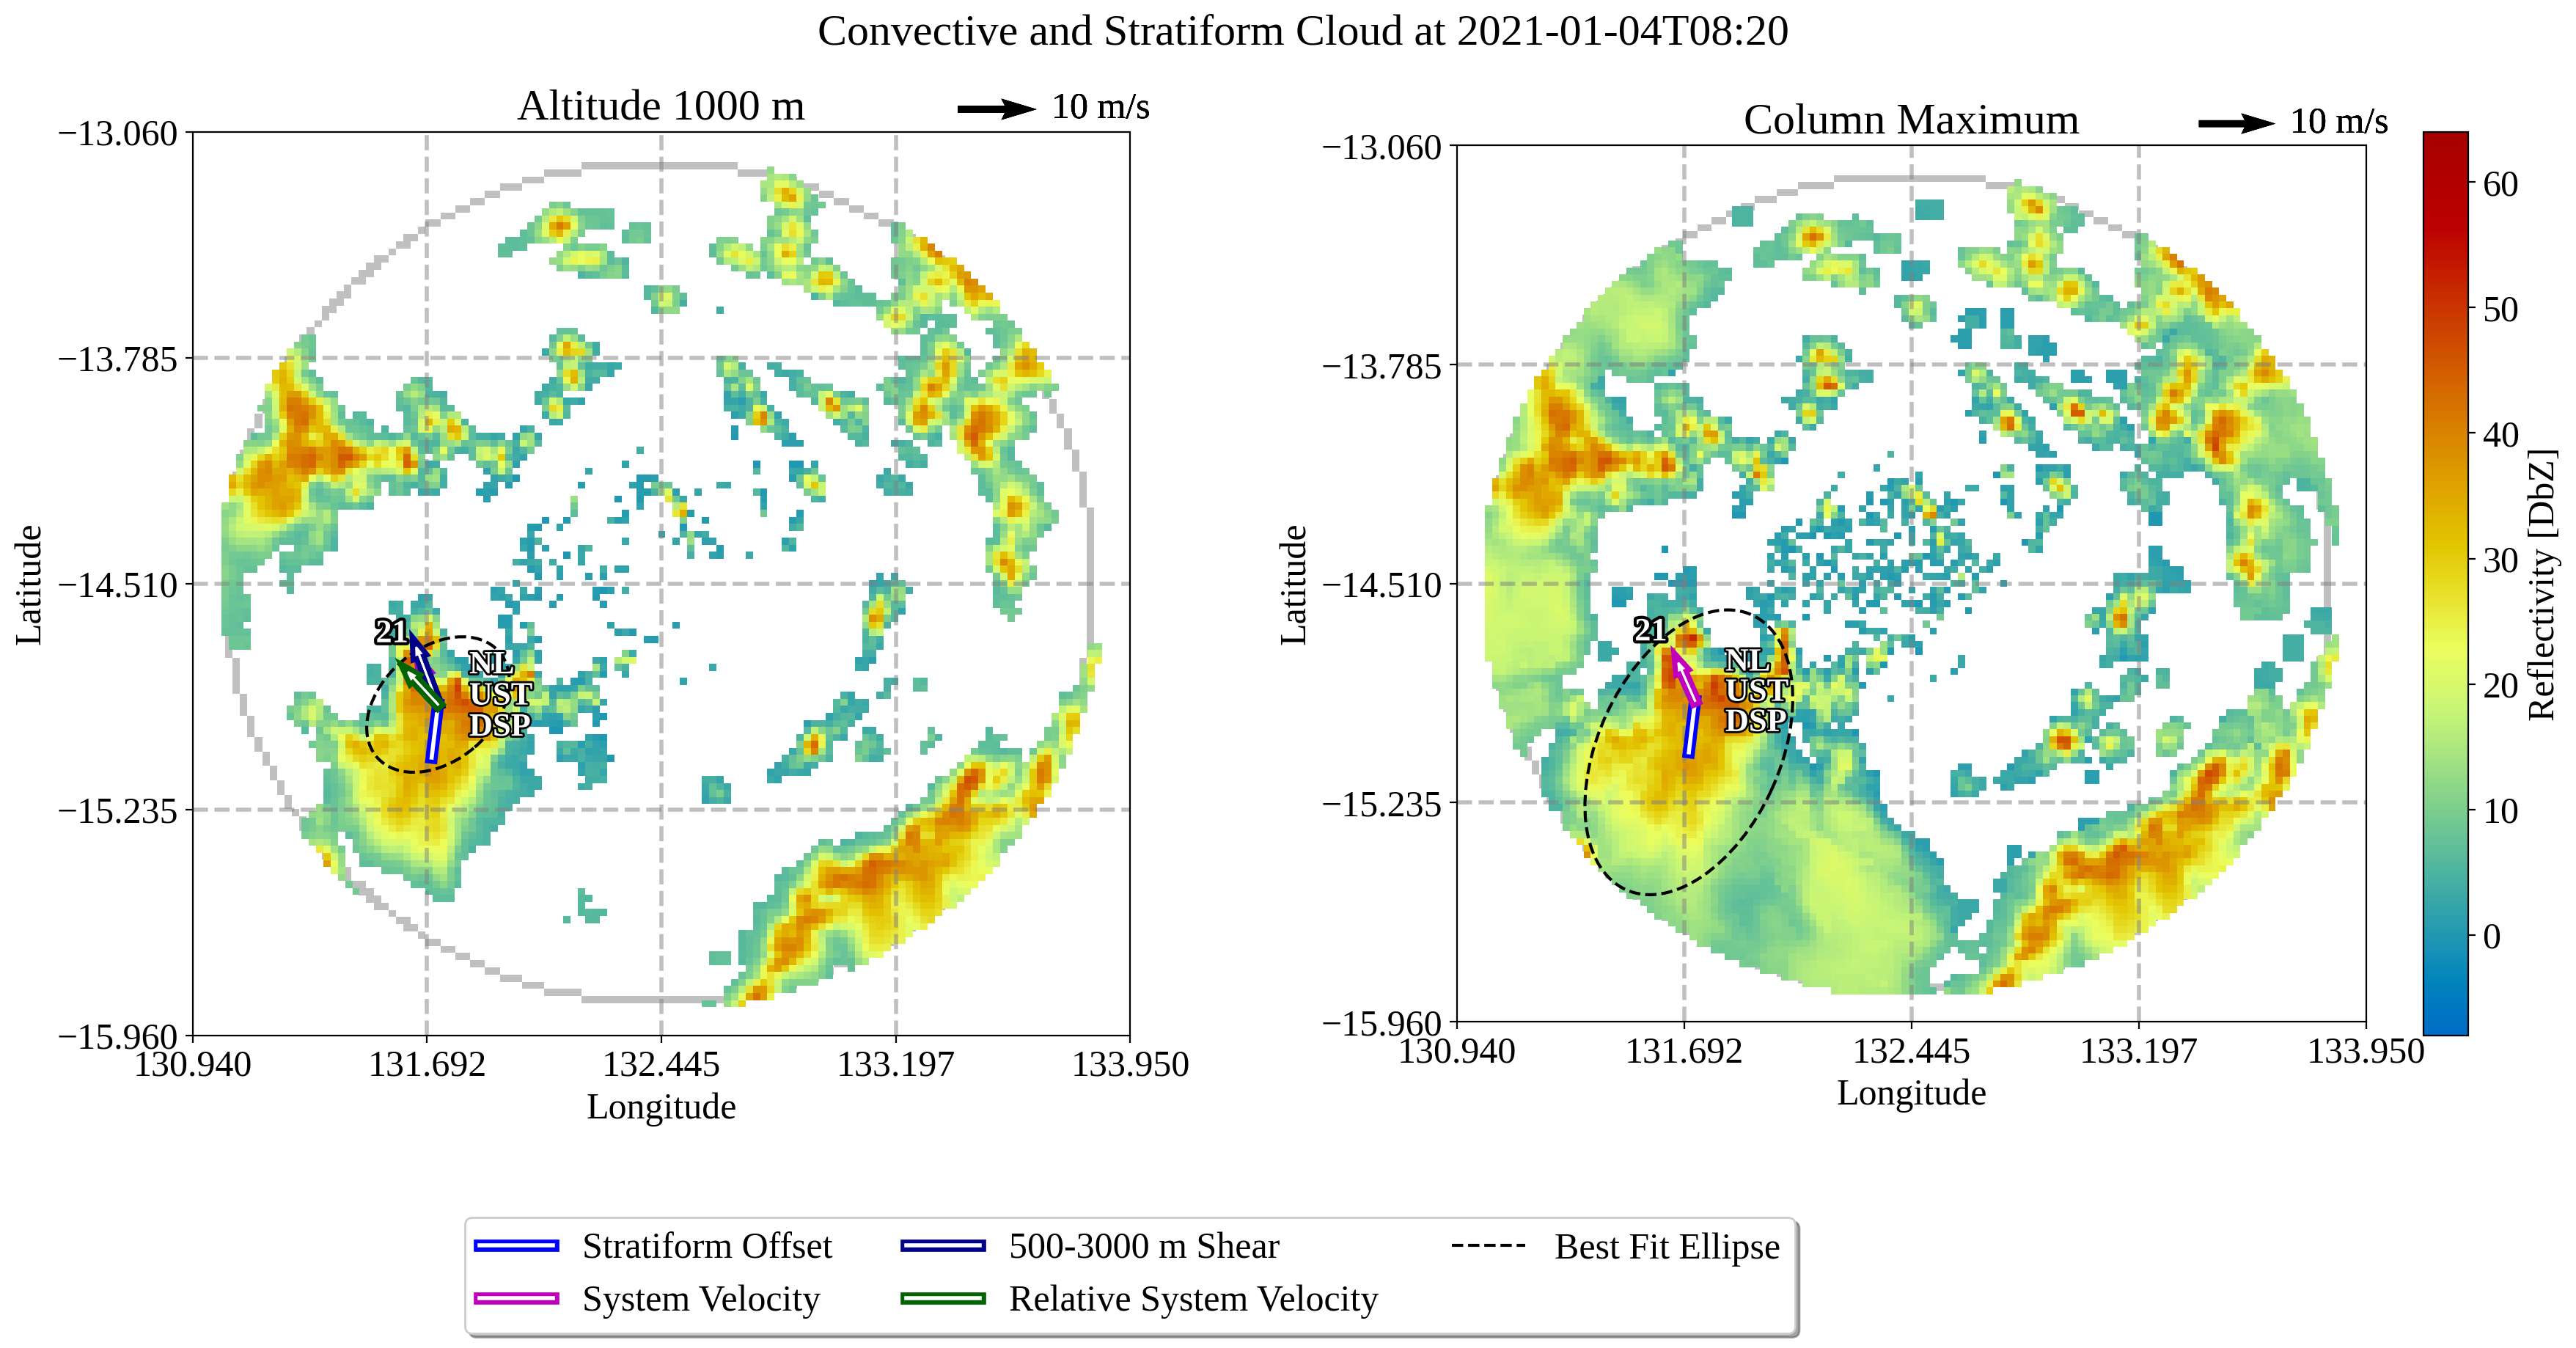 Convective and Stratiform Cloud at 2021-01-04T08:20
Altitude 1000 m
10 m/s
−13.060
−13.785
−14.510
−15.235
−15.960
Latitude
130.940
131.692
132.445
133.197
133.950
Longitude
21
NL
UST
DSP
Column Maximum
10 m/s
−13.060
−13.785
−14.510
−15.235
−15.960
Latitude
130.940
131.692
132.445
133.197
133.950
Longitude
21
NL
UST
DSP
60
50
40
30
20
10
0
Reflectivity [DbZ]
Stratiform Offset
System Velocity
500-3000 m Shear
Relative System Velocity
Best Fit Ellipse